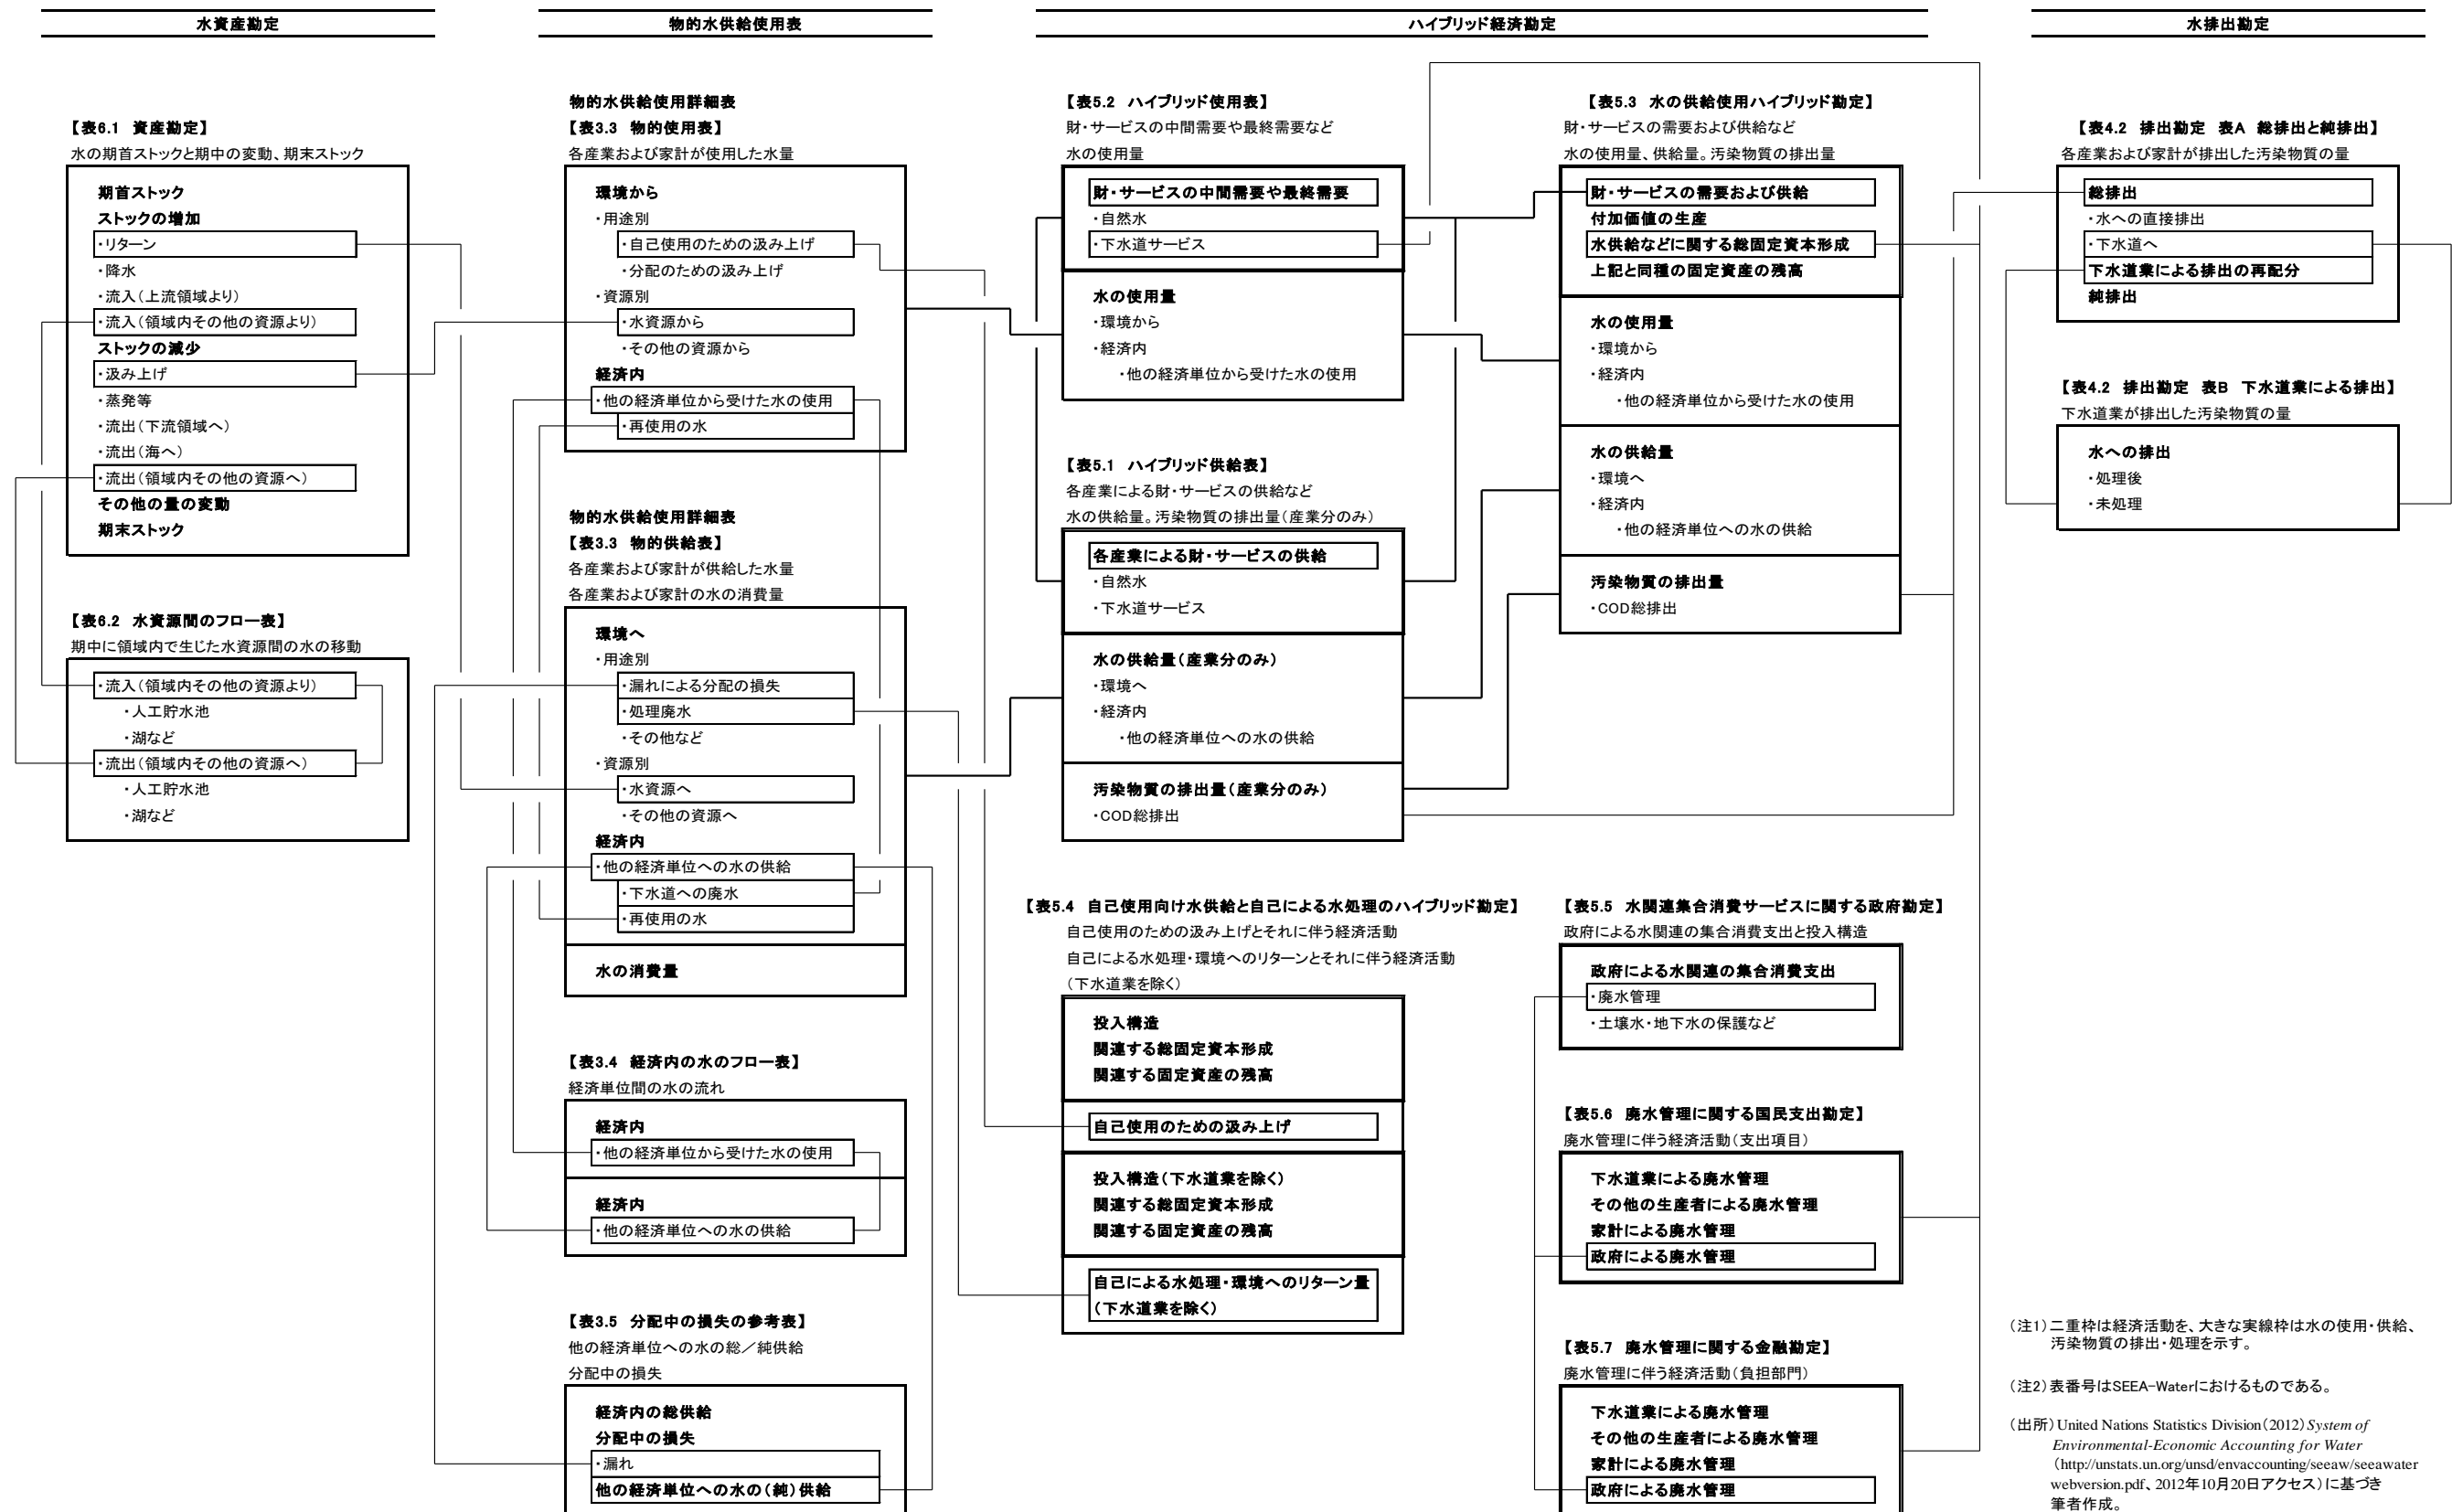 水資産勘定
物的水供給使用表
ハイブリッド経済勘定
水排出勘定
【表6.1 資産勘定】
水の期首ストックと期中の変動、期末ストック
期首ストック
ストックの増加
・リターン
・降水
・流入(上流領域より)
・流入(領域内その他の資源より)
ストックの減少
・汲み上げ
・蒸発等
・流出(下流領域へ)
・流出(海へ)
・流出(領域内その他の資源へ)
その他の量の変動
期末ストック
【表6.2 水資源間のフロー表】
期中に領域内で生じた水資源間の水の移動
・流入(領域内その他の資源より)
・人工貯水池
・湖など
・流出(領域内その他の資源へ)
・人工貯水池
・湖など
物的水供給使用詳細表
【表3.3 物的使用表】
各産業および家計が使用した水量
環境から
・用途別
・自己使用のための汲み上げ
・分配のための汲み上げ
・資源別
・水資源から
・その他の資源から
経済内
・他の経済単位から受けた水の使用
・再使用の水
物的水供給使用詳細表
【表3.3 物的供給表】
各産業および家計が供給した水量
各産業および家計の水の消費量
環境へ
・用途別
・漏れによる分配の損失
・処理廃水
・その他など
・資源別
・水資源へ
・その他の資源へ
経済内
・他の経済単位への水の供給
・下水道への廃水
・再使用の水
水の消費量
【表3.4 経済内の水のフロー表】
経済単位間の水の流れ
経済内
・他の経済単位から受けた水の使用
経済内
・他の経済単位への水の供給
【表3.5 分配中の損失の参考表】
他の経済単位への水の総／純供給
分配中の損失
経済内の総供給
分配中の損失
・漏れ
他の経済単位への水の(純)供給
【表5.2 ハイブリッド使用表】
財・サービスの中間需要や最終需要など
水の使用量
財・サービスの中間需要や最終需要
・自然水
・下水道サービス
水の使用量
・環境から
・経済内
・他の経済単位から受けた水の使用
【表5.1 ハイブリッド供給表】
各産業による財・サービスの供給など
水の供給量。汚染物質の排出量(産業分のみ)
各産業による財・サービスの供給
・自然水
・下水道サービス
水の供給量(産業分のみ)
・環境へ
・経済内
・他の経済単位への水の供給
汚染物質の排出量(産業分のみ)
・COD総排出
【表5.4 自己使用向け水供給と自己による水処理のハイブリッド勘定】
自己使用のための汲み上げとそれに伴う経済活動
自己による水処理・環境へのリターンとそれに伴う経済活動
(下水道業を除く)
投入構造
関連する総固定資本形成
関連する固定資産の残高
自己使用のための汲み上げ
投入構造(下水道業を除く)
関連する総固定資本形成
関連する固定資産の残高
自己による水処理・環境へのリターン量
(下水道業を除く)
【表5.3 水の供給使用ハイブリッド勘定】
財・サービスの需要および供給など
水の使用量、供給量。汚染物質の排出量
財・サービスの需要および供給
付加価値の生産
水供給などに関する総固定資本形成
上記と同種の固定資産の残高
水の使用量
・環境から
・経済内
・他の経済単位から受けた水の使用
水の供給量
・環境へ
・経済内
・他の経済単位への水の供給
汚染物質の排出量
・COD総排出
【表5.5 水関連集合消費サービスに関する政府勘定】
政府による水関連の集合消費支出と投入構造
政府による水関連の集合消費支出
・廃水管理
・土壌水・地下水の保護など
【表5.6 廃水管理に関する国民支出勘定】
廃水管理に伴う経済活動(支出項目)
下水道業による廃水管理
その他の生産者による廃水管理
家計による廃水管理
政府による廃水管理
【表5.7 廃水管理に関する金融勘定】
廃水管理に伴う経済活動(負担部門)
下水道業による廃水管理
その他の生産者による廃水管理
家計による廃水管理
政府による廃水管理
【表4.2 排出勘定 表A 総排出と純排出】
各産業および家計が排出した汚染物質の量
総排出
・水への直接排出
・下水道へ
下水道業による排出の再配分
純排出
【表4.2 排出勘定 表B 下水道業による排出】
下水道業が排出した汚染物質の量
水への排出
・処理後
・未処理
(注1)二重枠は経済活動を、大きな実線枠は水の使用・供給、
汚染物質の排出・処理を示す。
(注2)表番号はSEEA-Waterにおけるものである。
(出所)United Nations Statistics Division(2012)System of
Environmental-Economic Accounting for Water
(http://unstats.un.org/unsd/envaccounting/seeaw/seeawater
webversion.pdf、2012年10月20日アクセス)に基づき
筆者作成。